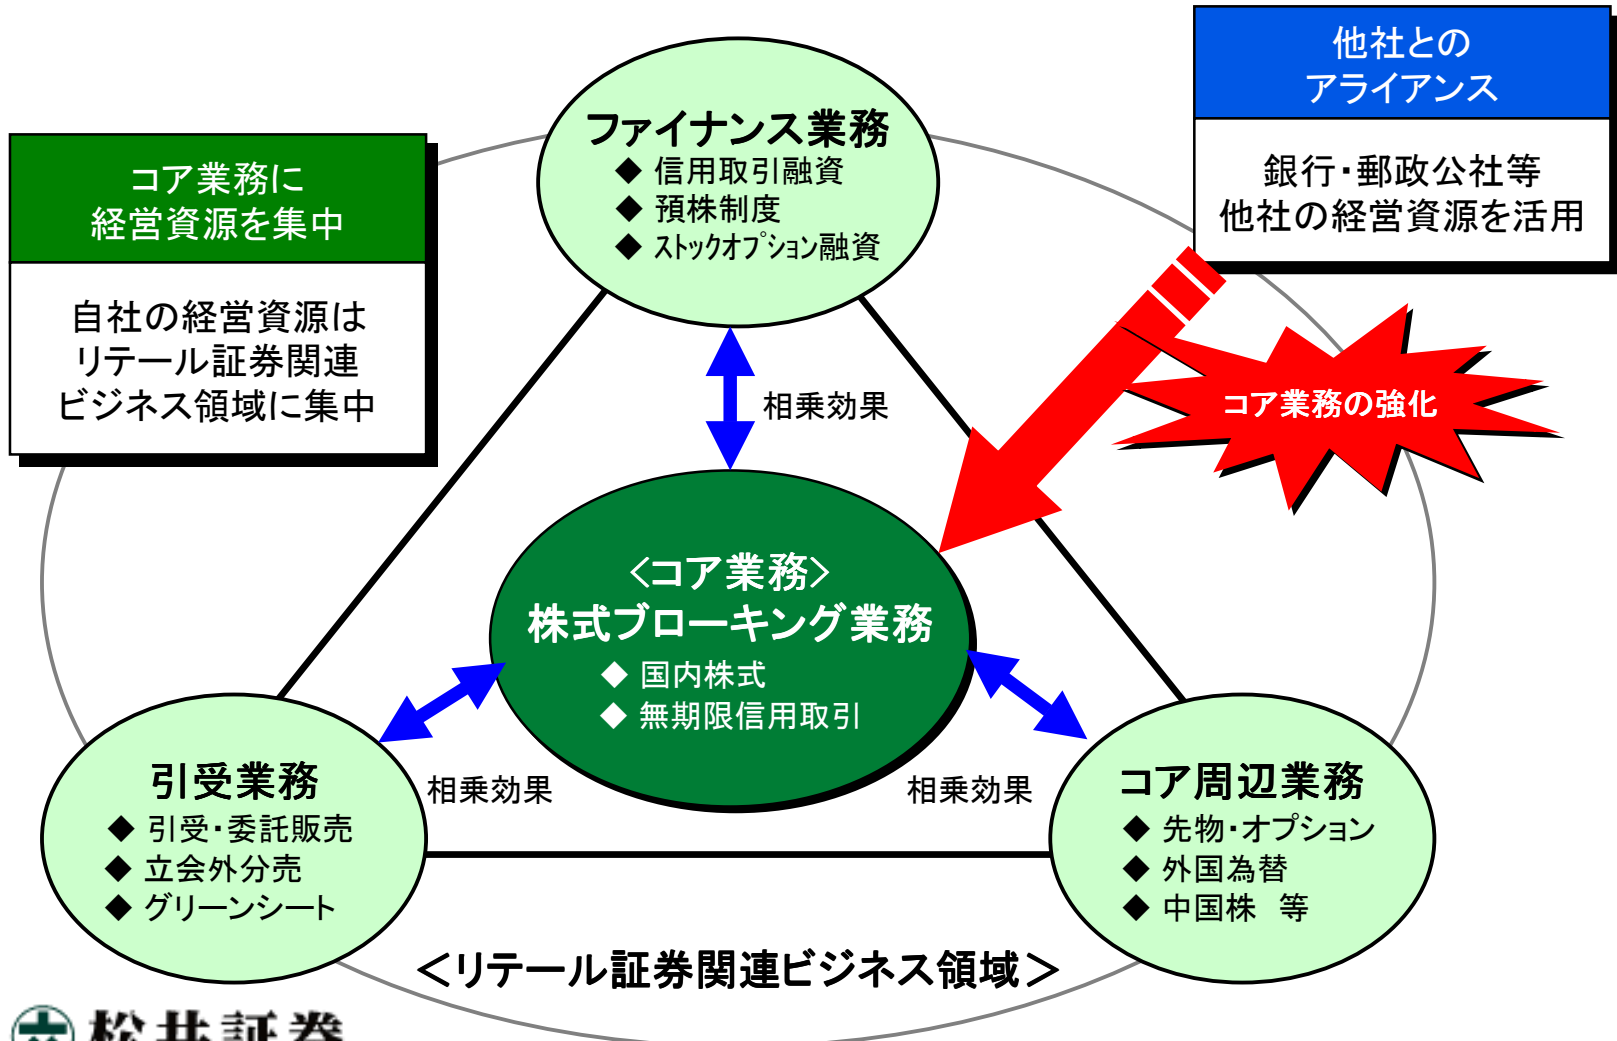 他社との
アライアンス
銀行・郵政公社等
他社の経営資源を活用
コア業務に
経営資源を集中
自社の経営資源は
リテール証券関連
ビジネス領域に集中
ファイナンス業務
◆ 信用取引融資
◆ 預株制度
◆ ストックオプション融資
相乗効果
コア業務の強化
<コア業務>
株式ブローキング業務
◆ 国内株式
◆ 無期限信用取引
引受業務
◆ 引受・委託販売
◆ 立会外分売
◆ グリーンシート
相乗効果
相乗効果
コア周辺業務
◆ 先物・オプション
◆ 外国為替
◆ 中国株 等
<リテール証券関連ビジネス領域>
松井証券